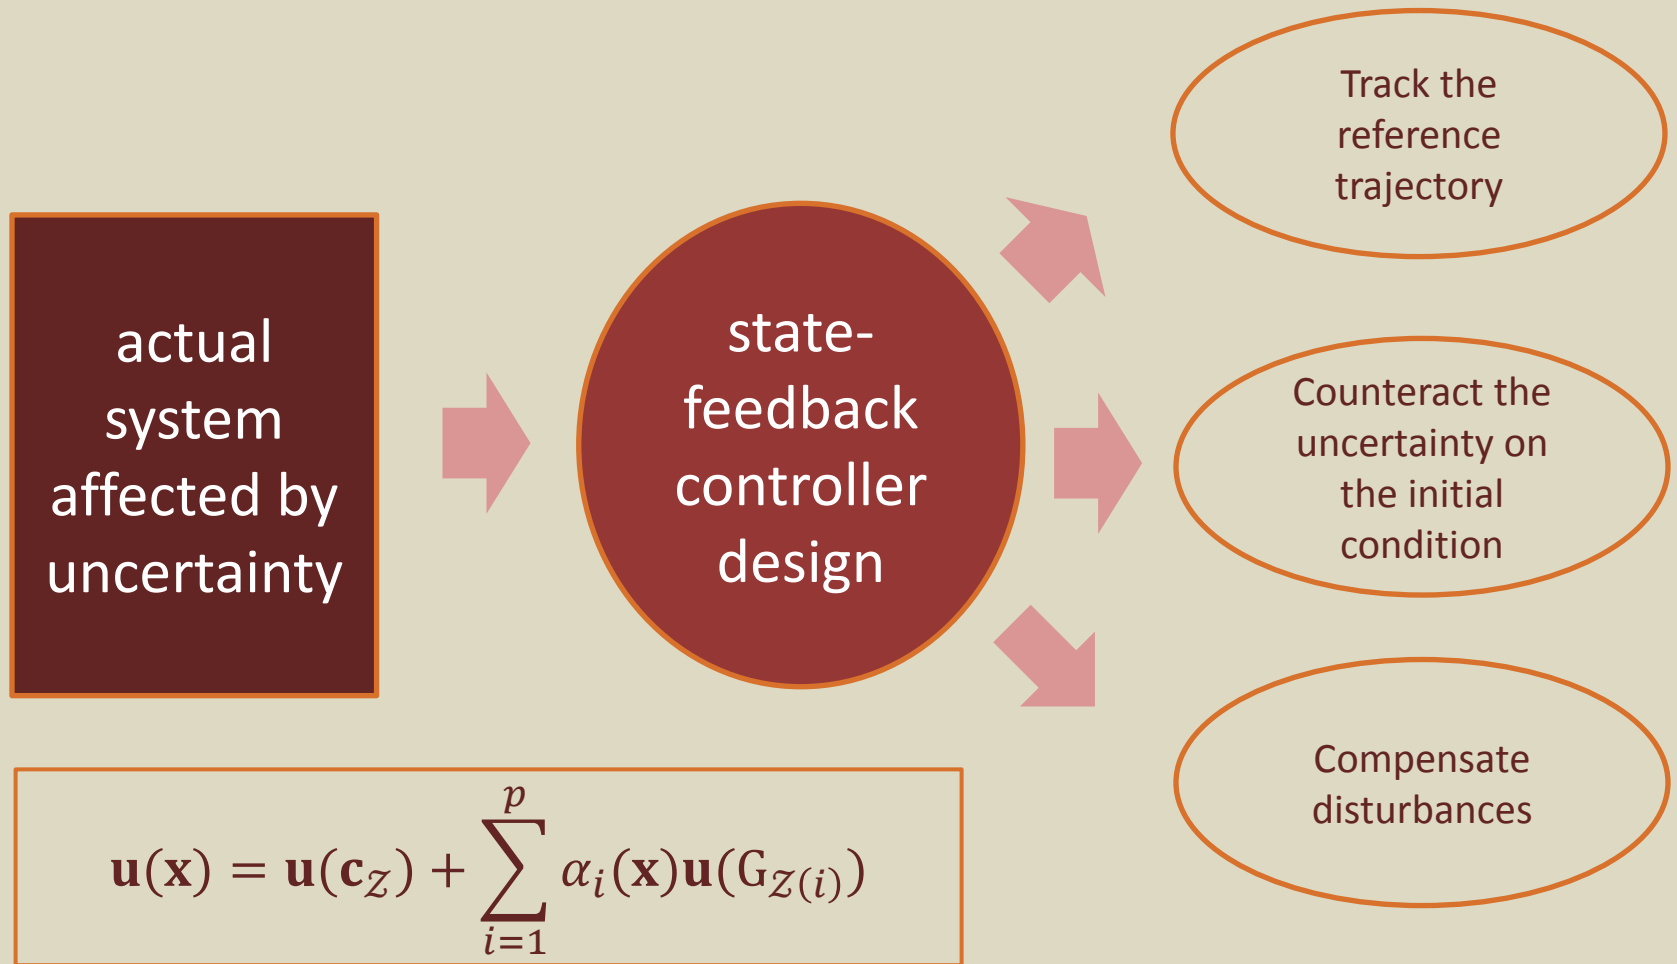 actual
system
affected by
uncertainty
state-
feedback
controller
design
Track the
reference
trajectory
Counteract the
uncertainty on
the initial
condition
Compensate
disturbances
𝐮(𝐱) = 𝐮(𝐜_𝒵) + ∑_{i=1}^{p} α_i(𝐱)𝐮(G_{𝒵(i)})